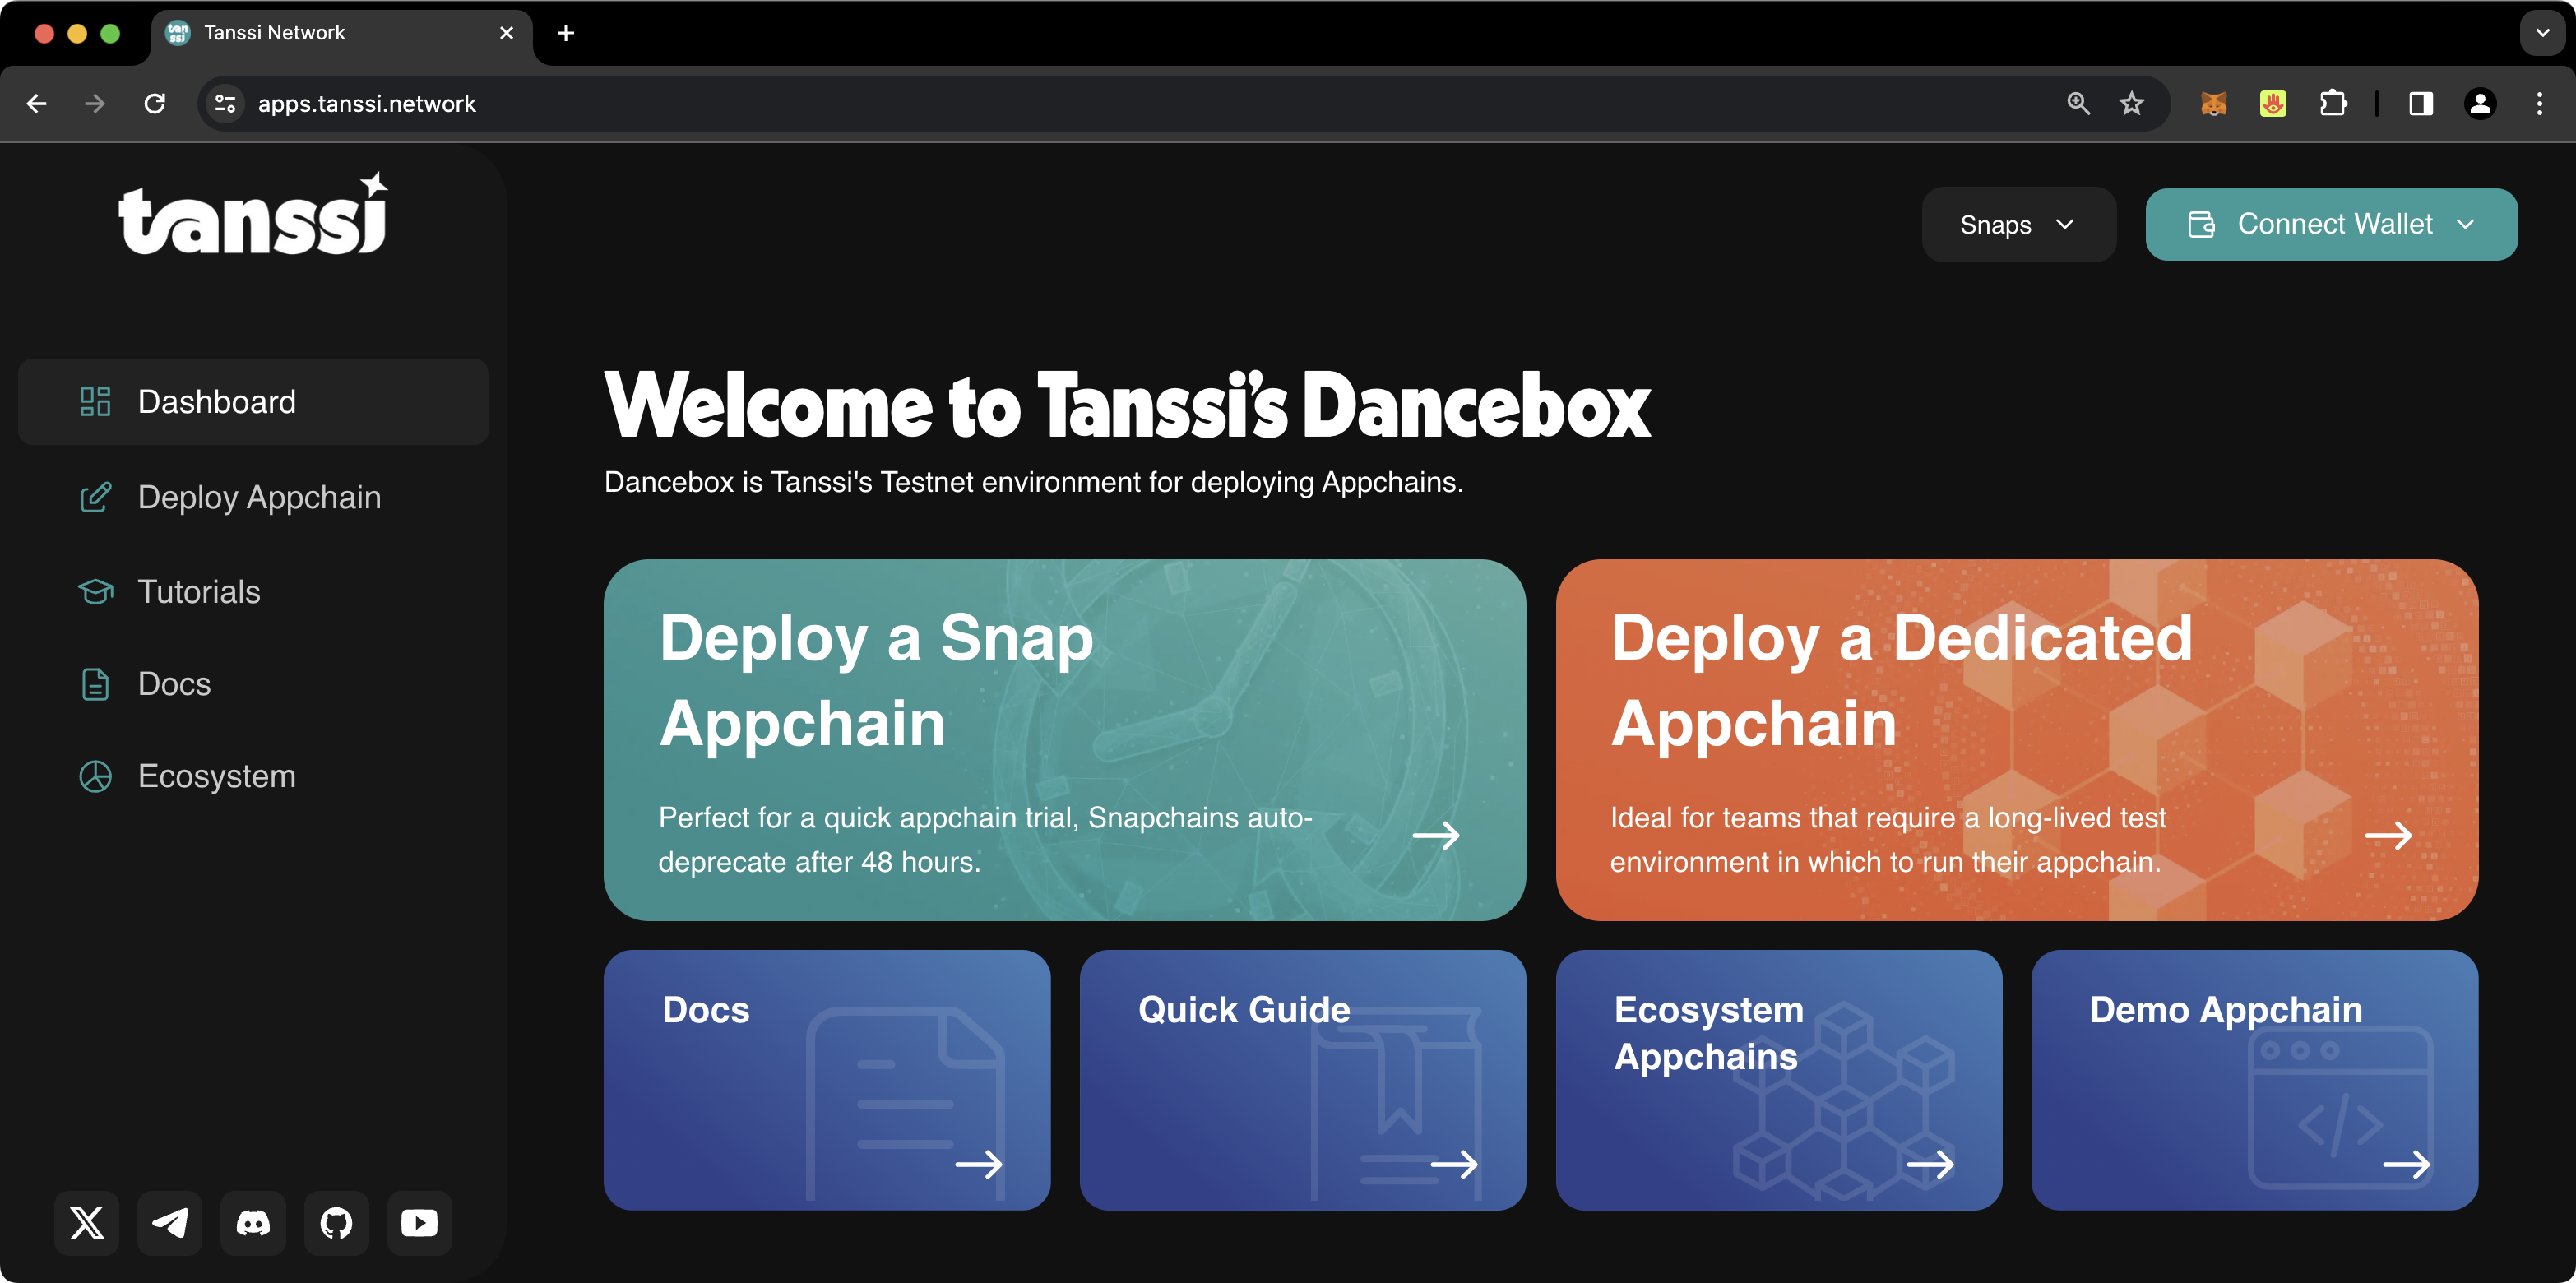 Tanssi Network
apps.tanssi.network
tanssi
Snaps
Connect Wallet
Dashboard
Deploy Appchain
Tutorials
Docs
Ecosystem
Welcome to Tanssi’s Dancebox
Dancebox is Tanssi's Testnet environment for deploying Appchains.
Deploy a Snap
Appchain
Perfect for a quick appchain trial, Snapchains auto-
deprecate after 48 hours.
Deploy a Dedicated
Appchain
Ideal for teams that require a long-lived test
environment in which to run their appchain.
Docs
Quick Guide
Ecosystem
Appchains
Demo Appchain